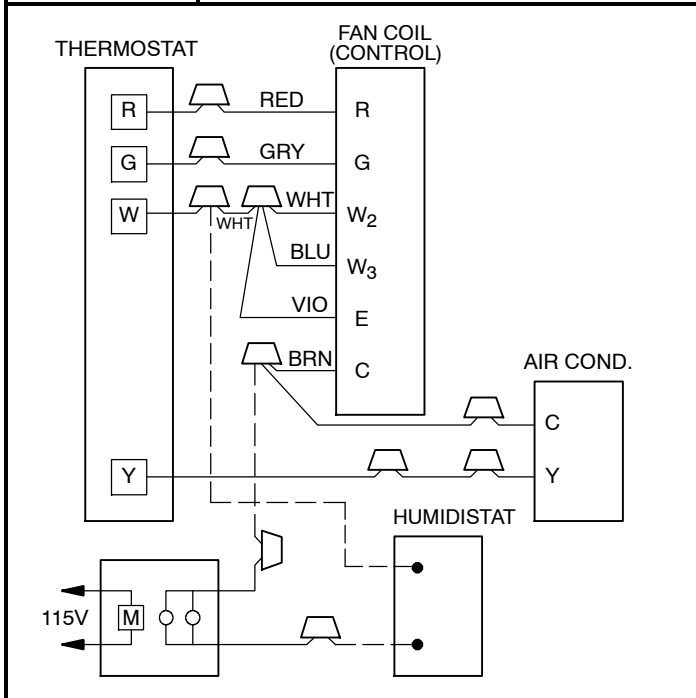 THERMOSTAT
FAN COIL
(CONTROL)
R
RED
R
G
GRY
G
W
WHT
WHT
W2
BLU
W3
VIO
E
BRN
C
AIR COND.
C
Y
Y
HUMIDISTAT
115V
M